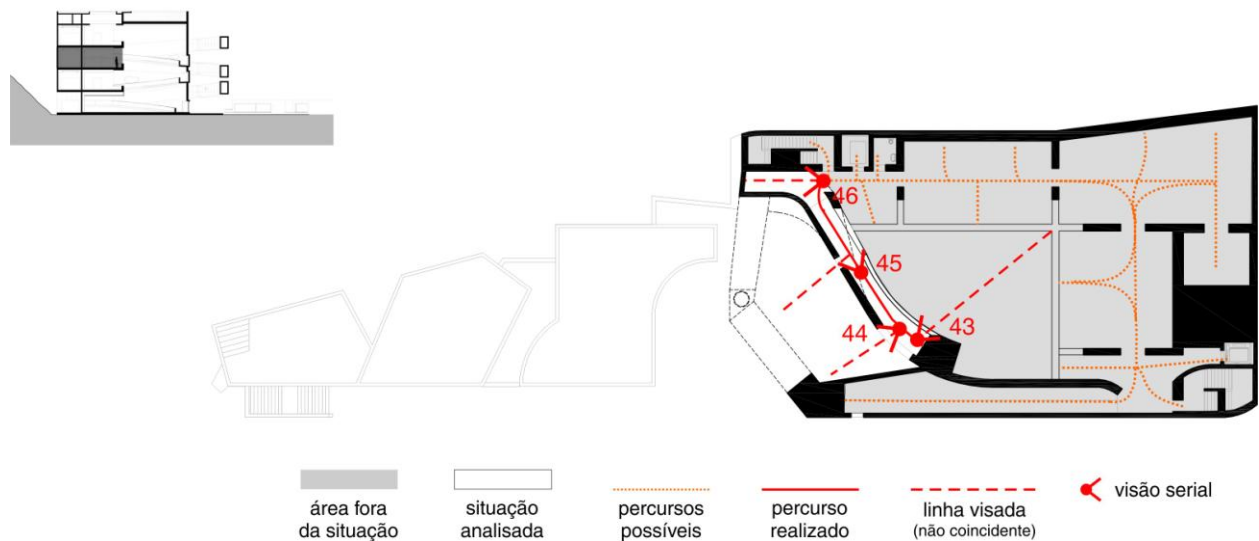 46
45
44
43
área fora
da situação
situação
analisada
percursos
possíveis
percurso
realizado
linha visada
(não coincidente)
visão serial